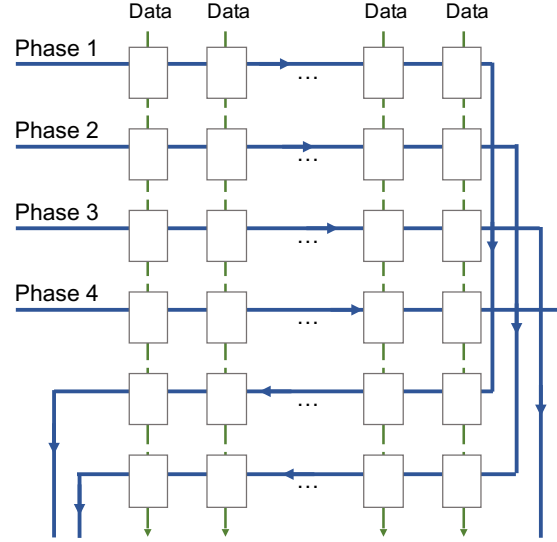 Data Data Data Data
Phase 1
...
Phase 2
...
Phase 3
...
Phase 4
...
...
...